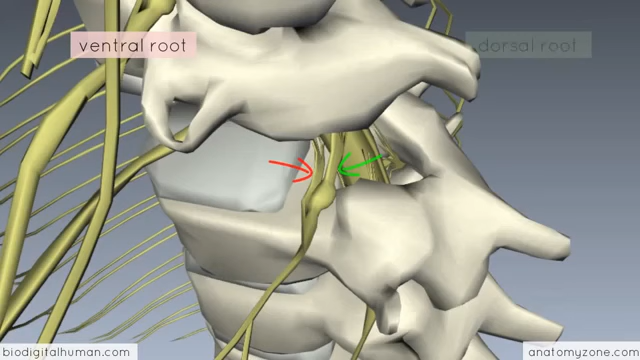 ventral root
dorsal root
biodigitalhuman.com
anatomyzone.com